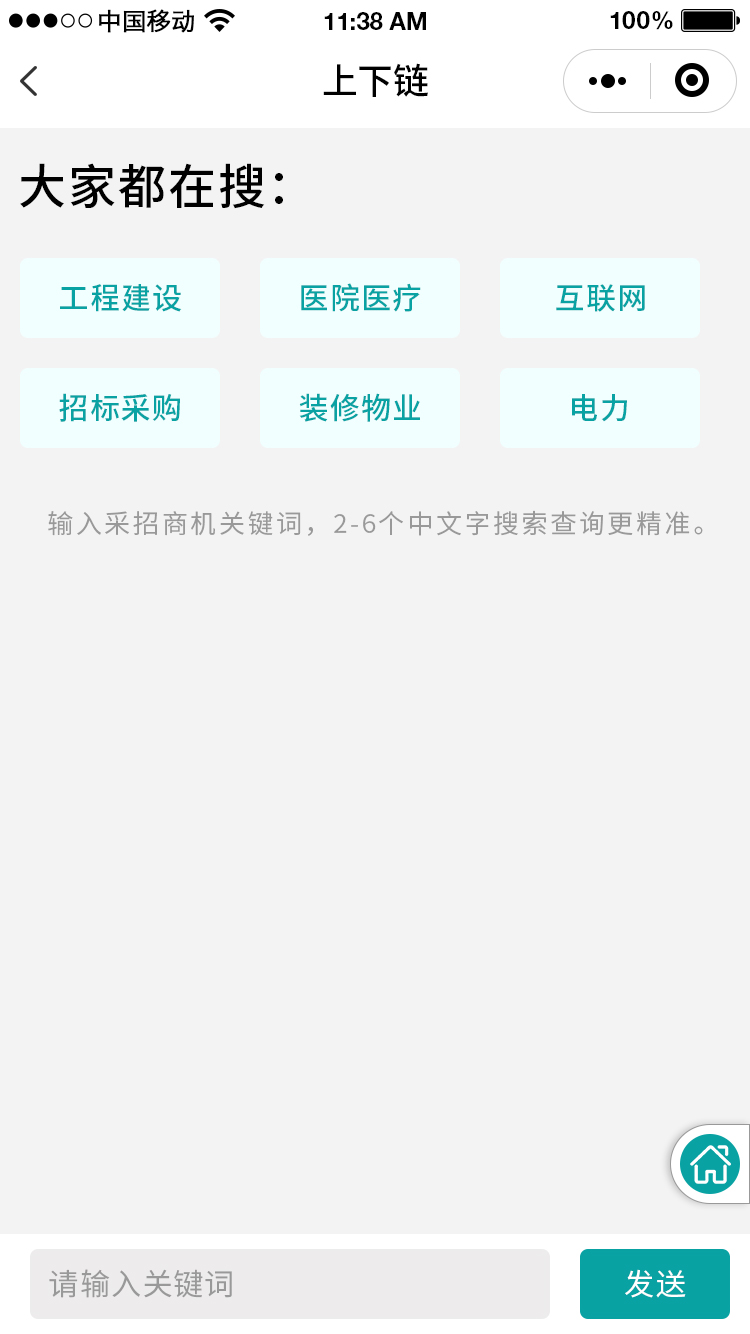 中国移动 11:38 AM 100%
上下链
大家都在搜：
工程建设 医院医疗 互联网
招标采购 装修物业 电力
输入采招商机关键词，2-6个中文字搜索查询更精准。
请输入关键词 发送